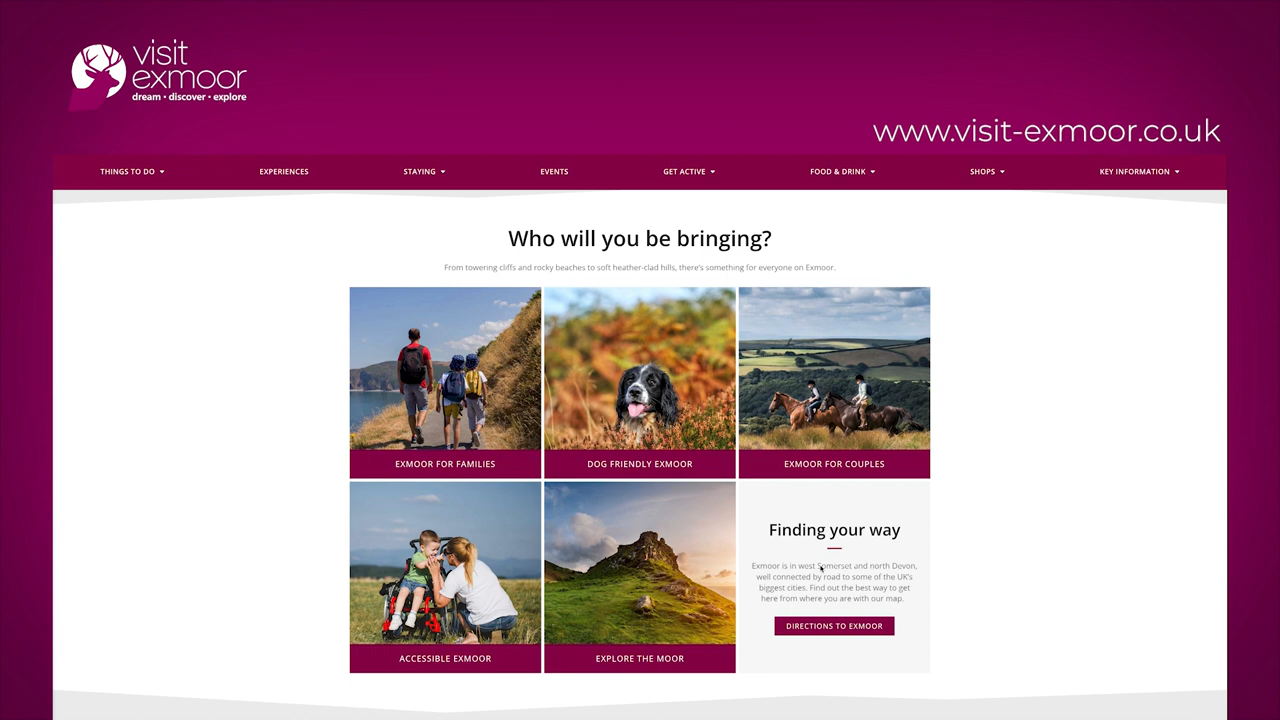 visit
exmoor
dream • discover • explore
www.visit-exmoor.co.uk
THINGS TO DO EXPERIENCES STAYING EVENTS GET ACTIVE FOOD & DRINK SHOPS KEY INFORMATION
Who will you be bringing?
From towering cliffs and rocky beaches to soft heather-clad hills, there's something for everyone on Exmoor.
EXMOOR FOR FAMILIES
DOG FRIENDLY EXMOOR
EXMOOR FOR COUPLES
ACCESSIBLE EXMOOR
EXPLORE THE MOOR
Finding your way
Exmoor is in west Somerset and north Devon,
well connected by road to some of the UK's
biggest cities. Find out the best way to get
here from where you are with our map.
DIRECTIONS TO EXMOOR